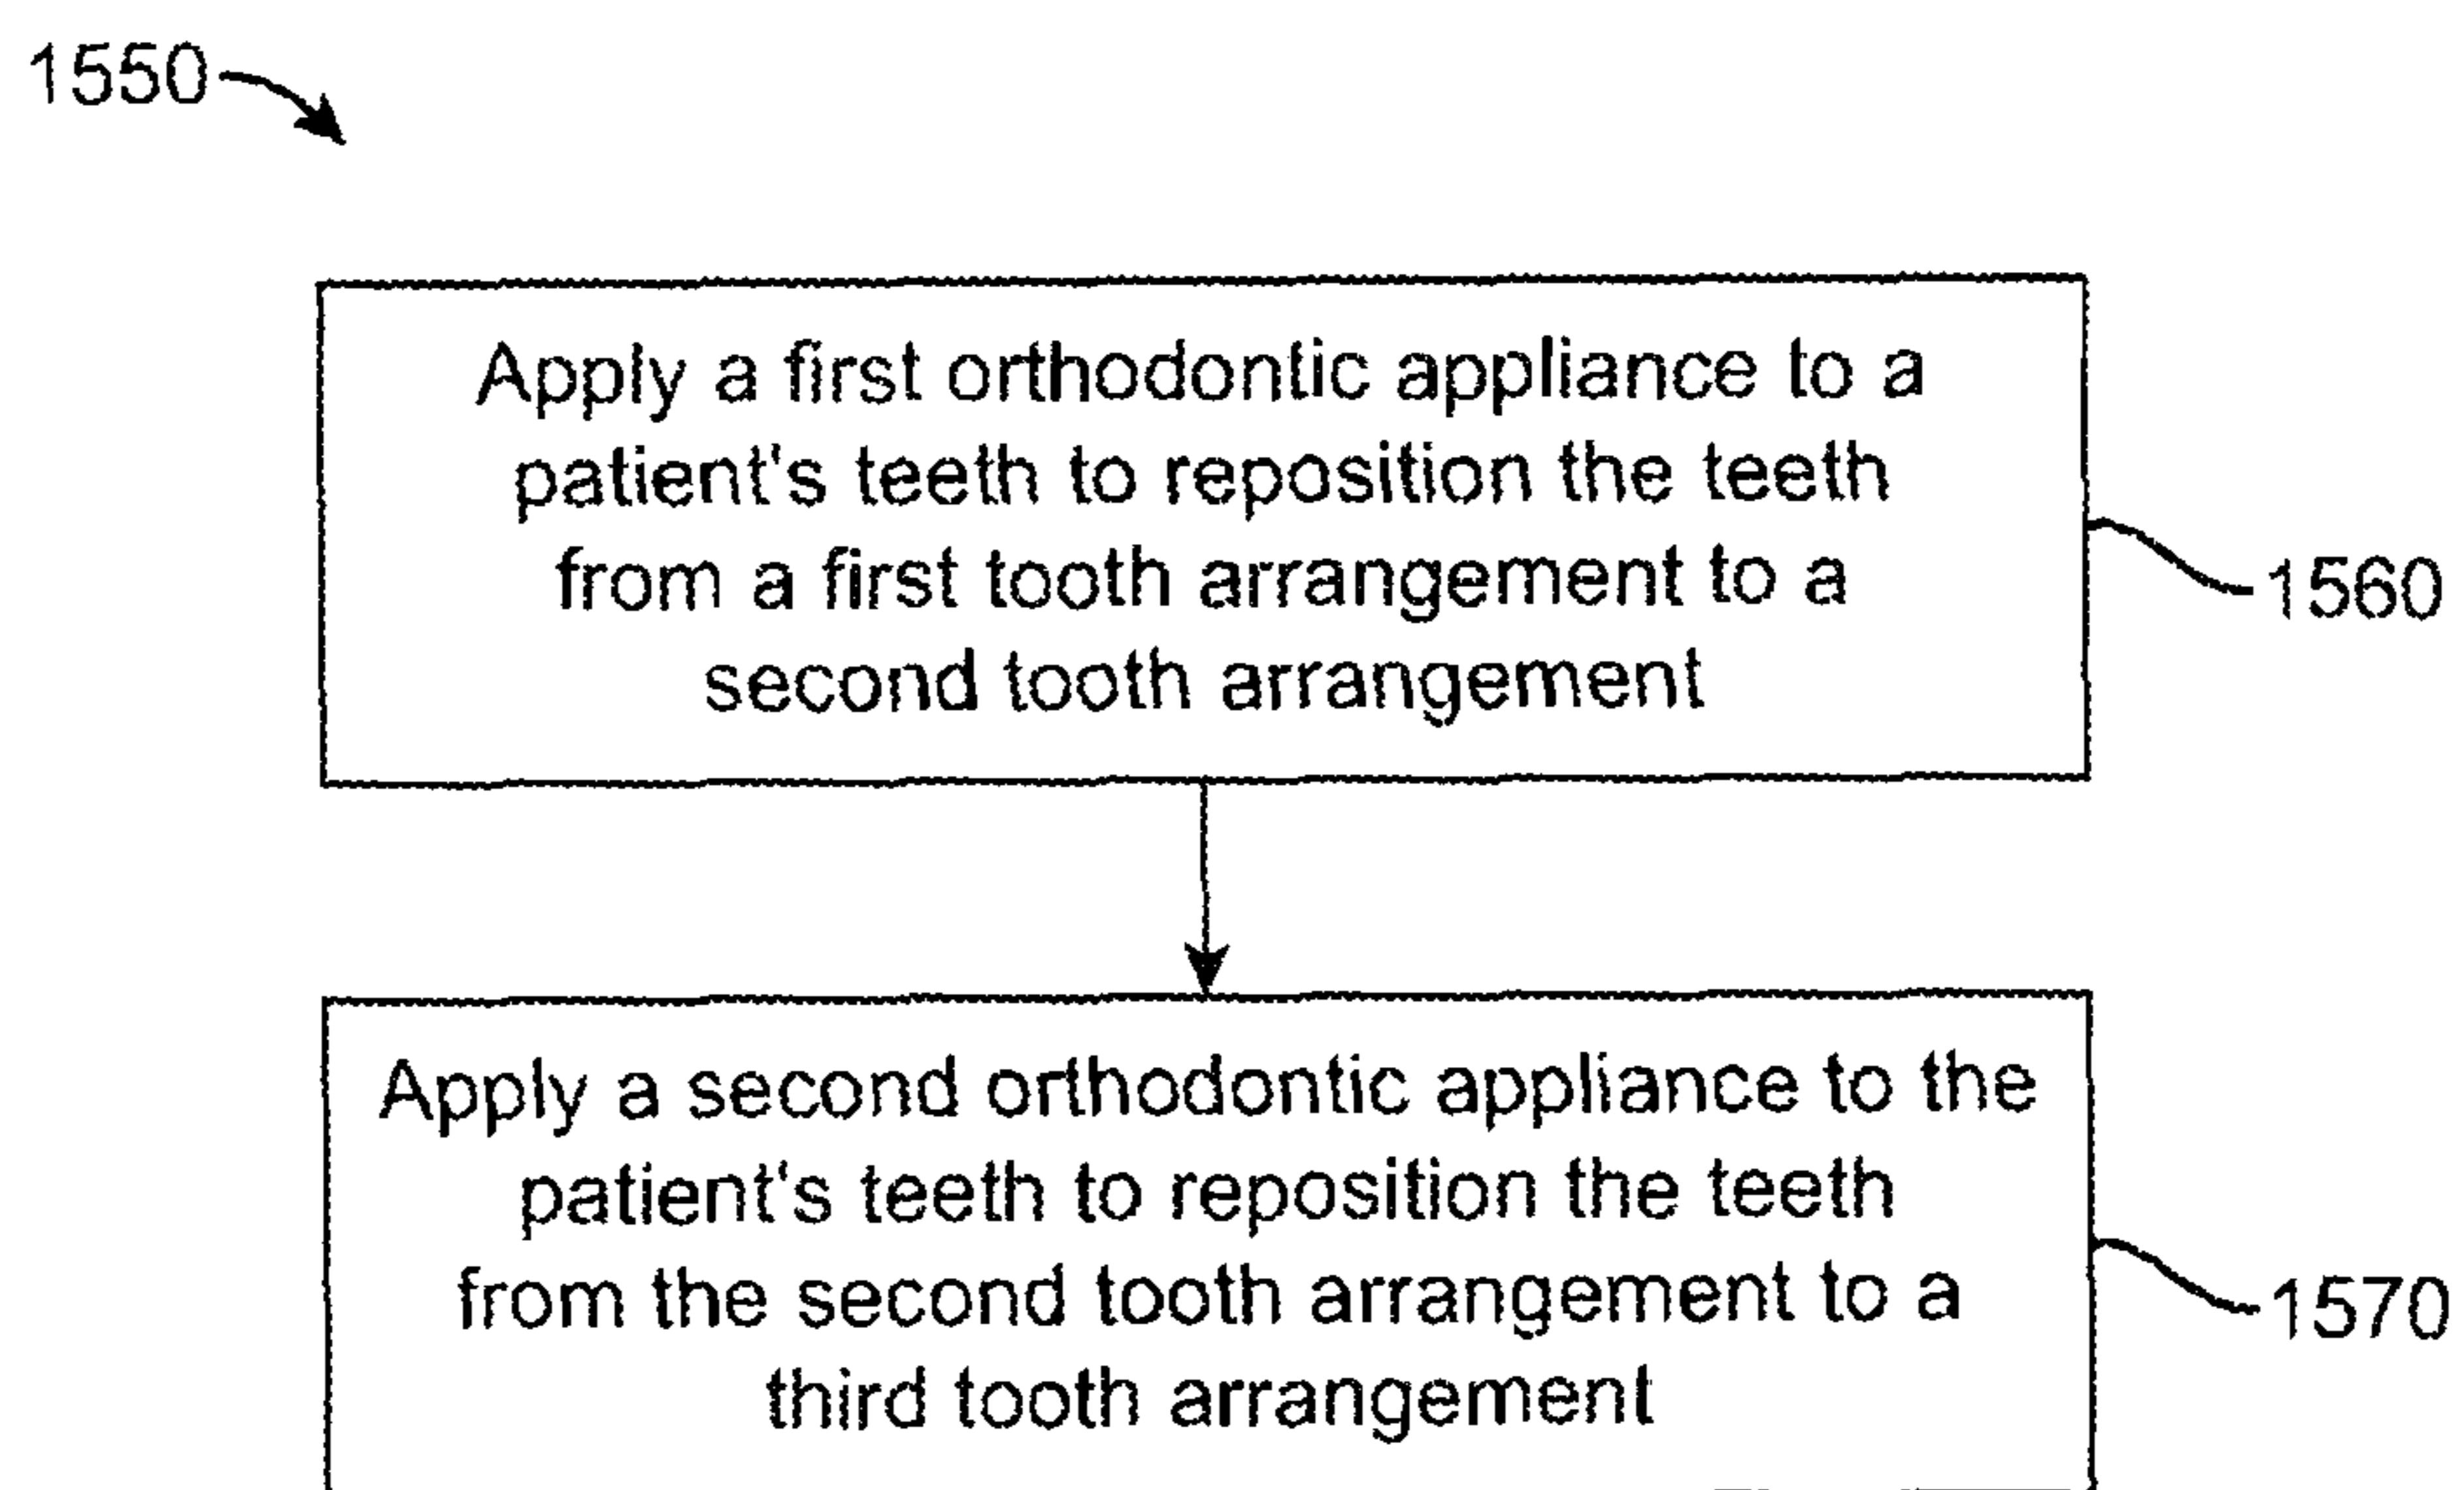 1550
Apply a first orthodontic appliance to a
patient's teeth to reposition the teeth
from a first tooth arrangement to a
second tooth arrangement
1560
Apply a second orthodontic appliance to the
patient's teeth to reposition the teeth
from the second tooth arrangement to a
third tooth arrangement
1570